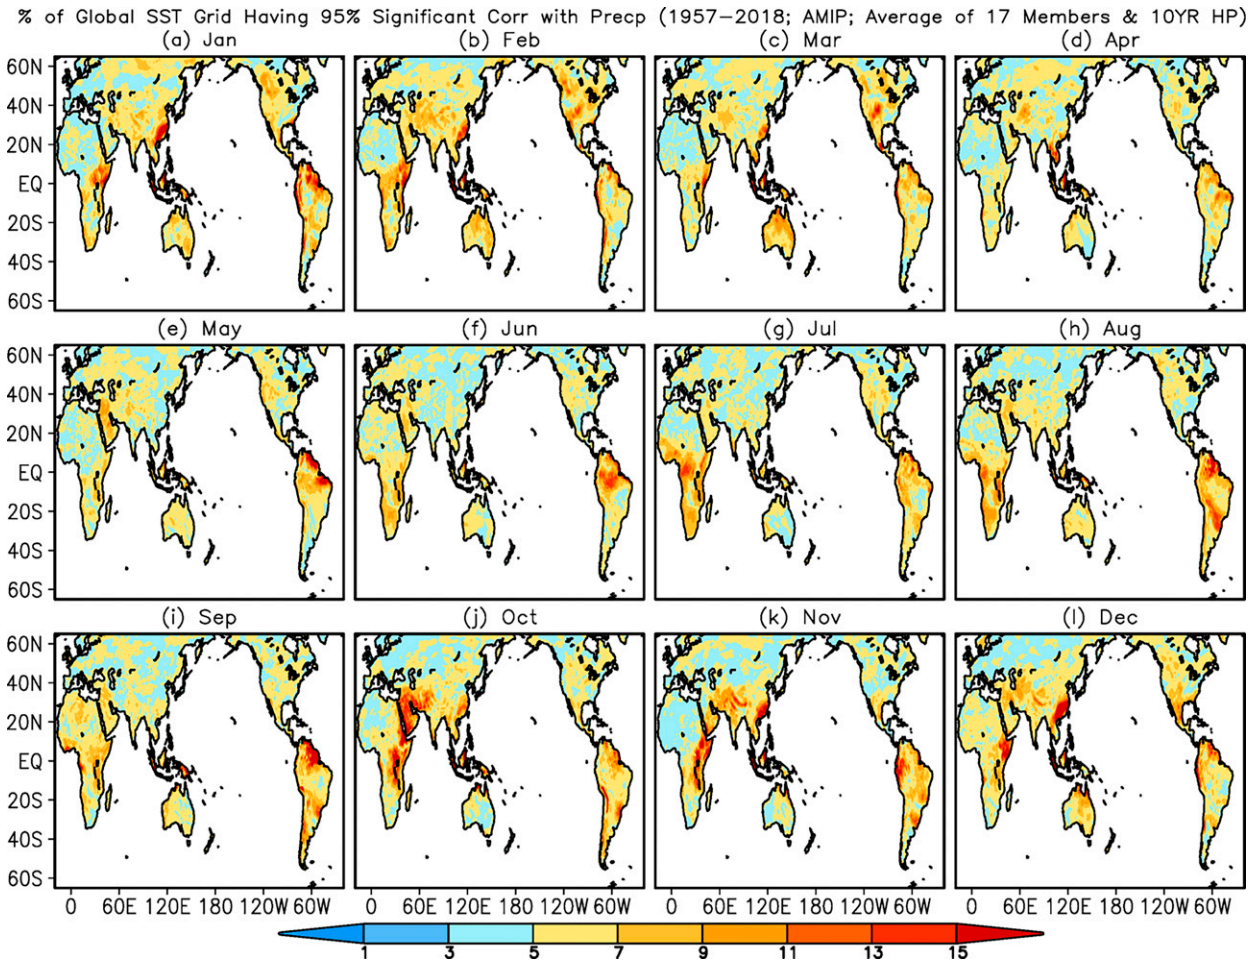 % of Global SST Grid Having 95% Significant Corr with Precp (1957-2018; AMIP; Average of 17 Members & 10YR HP)
(a) Jan (b) Feb (c) Mar (d) Apr
60N
40N
20N
EQ
20S
40S
60S
(e) May (f) Jun (g) Jul (h) Aug
60N
40N
20N
EQ
20S
40S
60S
(i) Sep (j) Oct (k) Nov (l) Dec
60N
40N
20N
EQ
20S
40S
60S
0 60E 120E 180 120W 60W 0 60E 120E 180 120W 60W 0 60E 120E 180 120W 60W 0 60E 120E 180 120W 60W
1 3 5 7 9 11 13 15